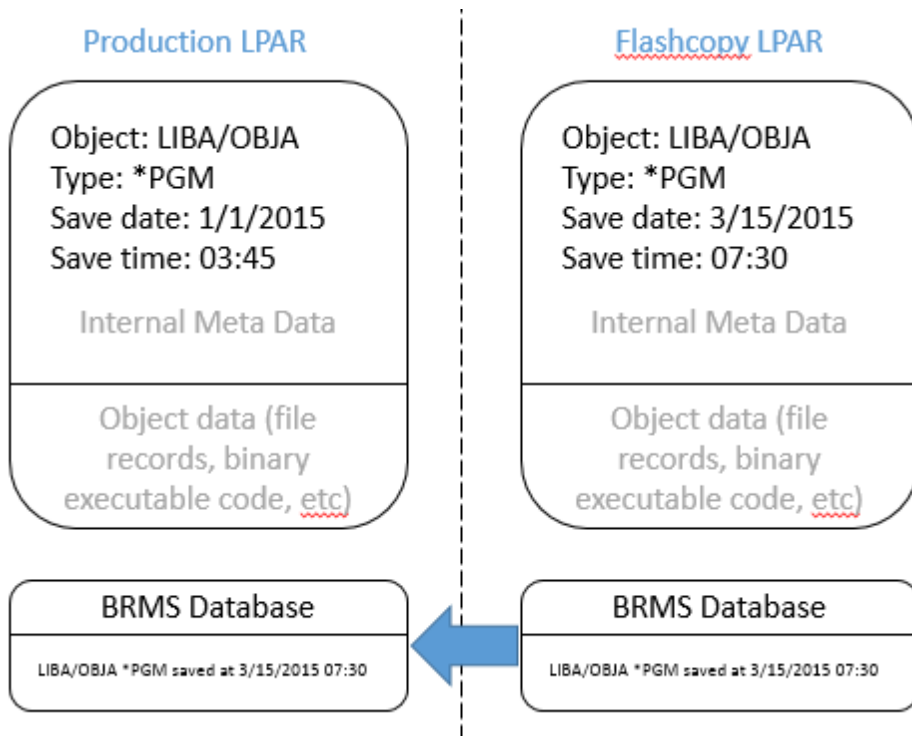 Production LPAR
Object: LIBA/OBJA
Type: *PGM
Save date: 1/1/2015
Save time: 03:45
Internal Meta Data
Object data (file
records, binary
executable code, etc)
BRMS Database
LIBA/OBJA *PGM saved at 3/15/2015 07:30
Flashcopy LPAR
Object: LIBA/OBJA
Type: *PGM
Save date: 3/15/2015
Save time: 07:30
Internal Meta Data
Object data (file
records, binary
executable code, etc)
BRMS Database
LIBA/OBJA *PGM saved at 3/15/2015 07:30